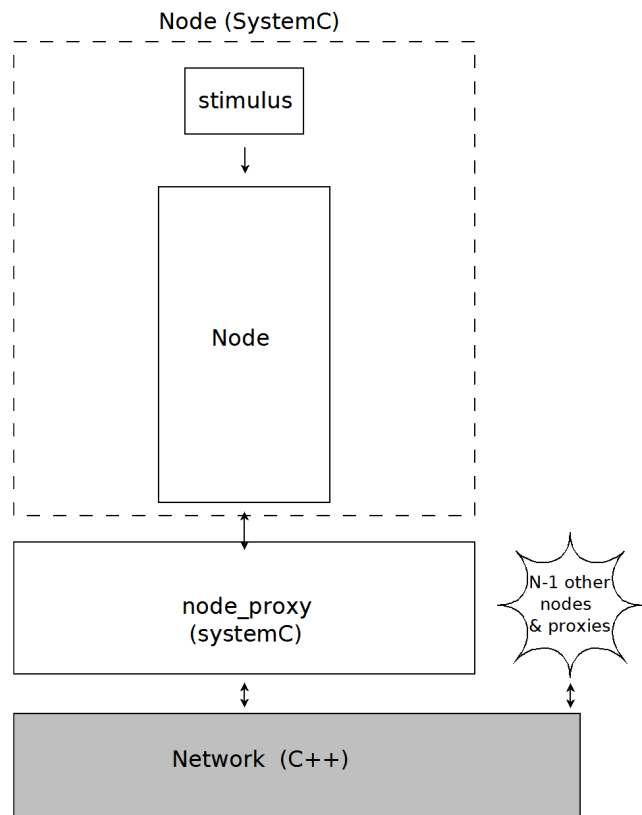 Node (SystemC)
stimulus
Node
node_proxy
(systemC)
N-1 other
nodes
& proxies
Network (C++)